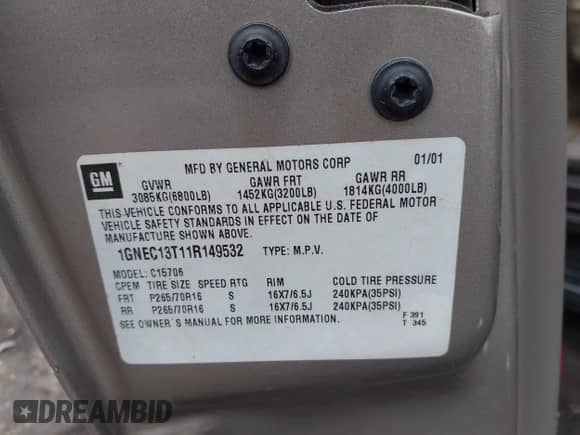 GM
MFD BY GENERAL MOTORS CORP 01/01
GVWR GAWR FRT GAWR RR
3085KG(6800LB) 1452KG(3200LB) 1814KG(4000LB)
THIS VEHICLE CONFORMS TO ALL APPLICABLE U.S. FEDERAL MOTOR
VEHICLE SAFETY STANDARDS IN EFFECT ON THE DATE OF
MANUFACTURE SHOWN ABOVE.
1GNEC13T11R149532 TYPE: M.P.V.
MODEL: C15706
CPEM TIRE SIZE SPEED RTG RIM COLD TIRE PRESSURE
FRT P265/70R16 S 16X7/6.5J 240KPA(35PSI)
RR P265/70R16 S 16X7/6.5J 240KPA(35PSI)
SEE OWNER'S MANUAL FOR MORE INFORMATION.
F 391
T 345
DREAMBID